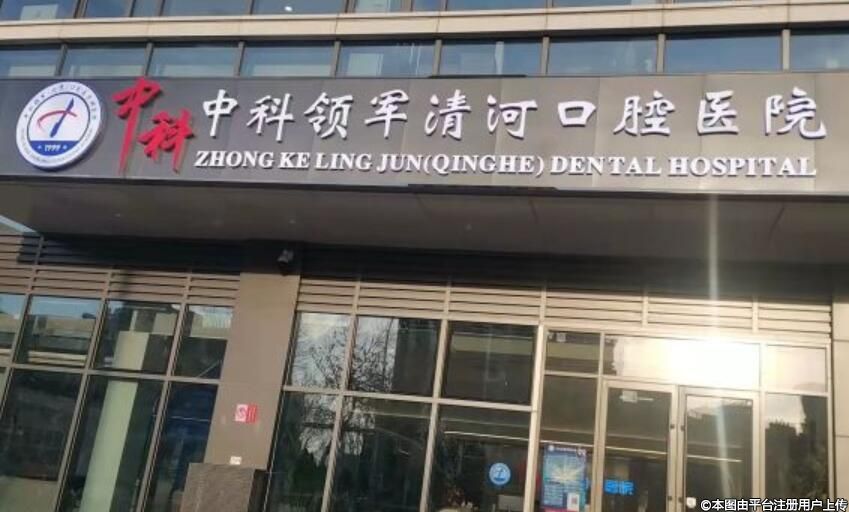 中科
中科领军清河口腔医院
ZHONG KE LING JUN(QINGHE) DENTAL HOSPITAL
1999
©本图由平台注册用户上传